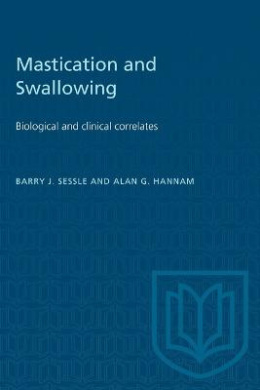 Mastication and
Swallowing
Biological and clinical correlates
BARRY J. SESSLE AND ALAN G. HANNAM